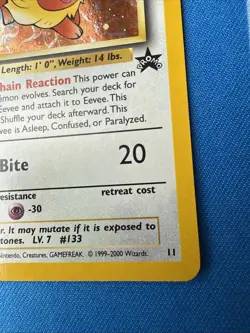 Length: 1' 0", Weight: 14 lbs.
PROMO
hain Reaction This power can
émon evolves. Search your deck for
Eevee and attach it to Eevee. This
Shuffle your deck afterward. This
vee is Asleep, Confused, or Paralyzed.
Bite 20
esistance retreat cost
-30
r. It may mutate if it is exposed to
tones. LV. 7 #133
Nintendo, Creatures, GAMEFREAK. © 1999-2000 Wizards. 11